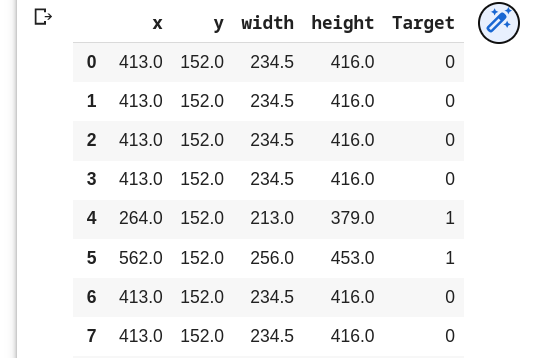 x y width height Target
0 413.0 152.0 234.5 416.0 0
1 413.0 152.0 234.5 416.0 0
2 413.0 152.0 234.5 416.0 0
3 413.0 152.0 234.5 416.0 0
4 264.0 152.0 213.0 379.0 1
5 562.0 152.0 256.0 453.0 1
6 413.0 152.0 234.5 416.0 0
7 413.0 152.0 234.5 416.0 0